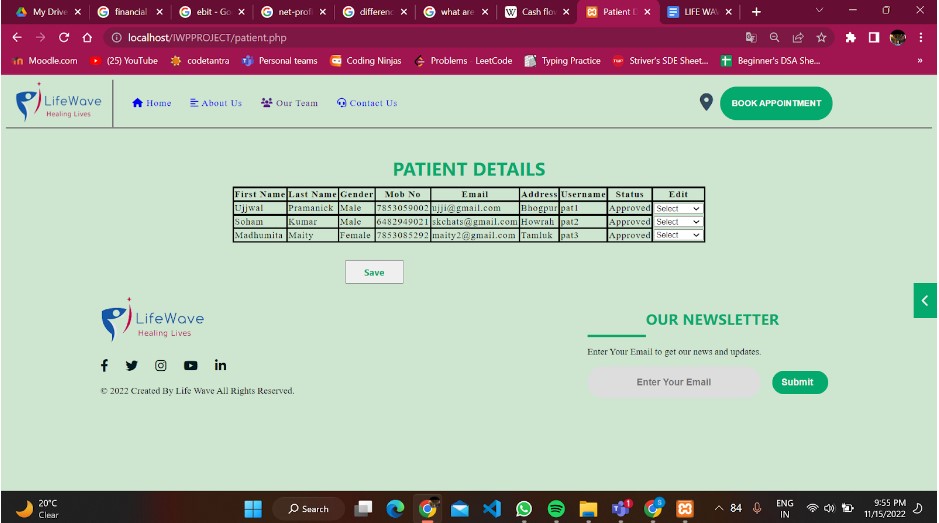 My Drive
financial
ebit - Go
net-profi
differenc
what are
Cash flow
Patient D
LIFE WA
localhost/IWPPROJECT/patient.php
Moodle.com
(25) YouTube
codetantra
Personal teams
Coding Ninjas
Problems - LeetCode
Typing Practice
Striver's SDE Sheet...
Beginner's DSA She...
»
LifeWave
Healing Lives
Home
About Us
Our Team
Contact Us
BOOK APPOINTMENT
PATIENT DETAILS
First Name Last Name Gender Mob No Email Address Username Status Edit
Ujjwal Pramanick Male 7853059002 ujji@gmail.com Bhogpur pat1 Approved Select
Soham Kumar Male 6482949021 skchats@gmail.com Howrah pat2 Approved Select
Madhumita Maity Female 7853085292 maity2@gmail.com Tamluk pat3 Approved Select
Save
LifeWave
Healing Lives
© 2022 Created By Life Wave All Rights Reserved.
OUR NEWSLETTER
Enter Your Email to get our news and updates.
Enter Your Email
Submit
20°C
Clear
Search
84
ENG
IN
9:55 PM
11/15/2022